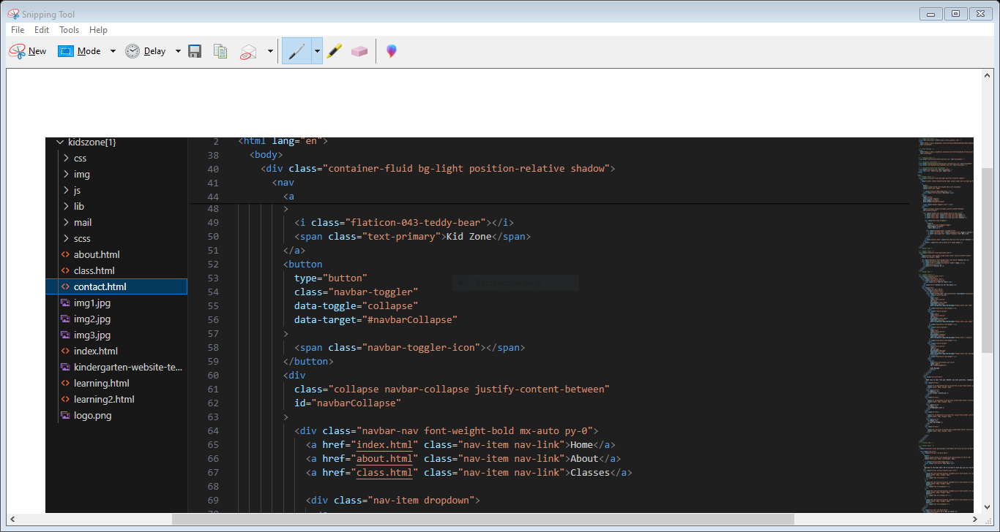 Snipping Tool
File Edit Tools Help
New Mode Delay
kidszone[1}
css
img
js
lib
mail
scss
about.html
class.html
contact.html
img1.jpg
img2.jpg
img3.jpg
index.html
kindergarten-website-te...
learning.html
learning2.html
logo.png
2 <html lang="en">
38 <body>
40 <div class="container-fluid bg-light position-relative shadow">
41 <nav
44 <a
48 >
49 <i class="flaticon-043-teddy-bear"></i>
50 <span class="text-primary">Kid Zone</span>
51 </a>
52 <button
53 type="button"
54 class="navbar-toggler"
55 data-toggle="collapse"
56 data-target="#navbarCollapse"
57 >
58 <span class="navbar-toggler-icon"></span>
59 </button>
60 <div
61 class="collapse navbar-collapse justify-content-between"
62 id="navbarCollapse"
63 >
64 <div class="navbar-nav font-weight-bold mx-auto py-0">
65 <a href="index.html" class="nav-item nav-link">Home</a>
66 <a href="about.html" class="nav-item nav-link">About</a>
67 <a href="class.html" class="nav-item nav-link">Classes</a>
68
69 <div class="nav-item dropdown">
Rectangular Snip